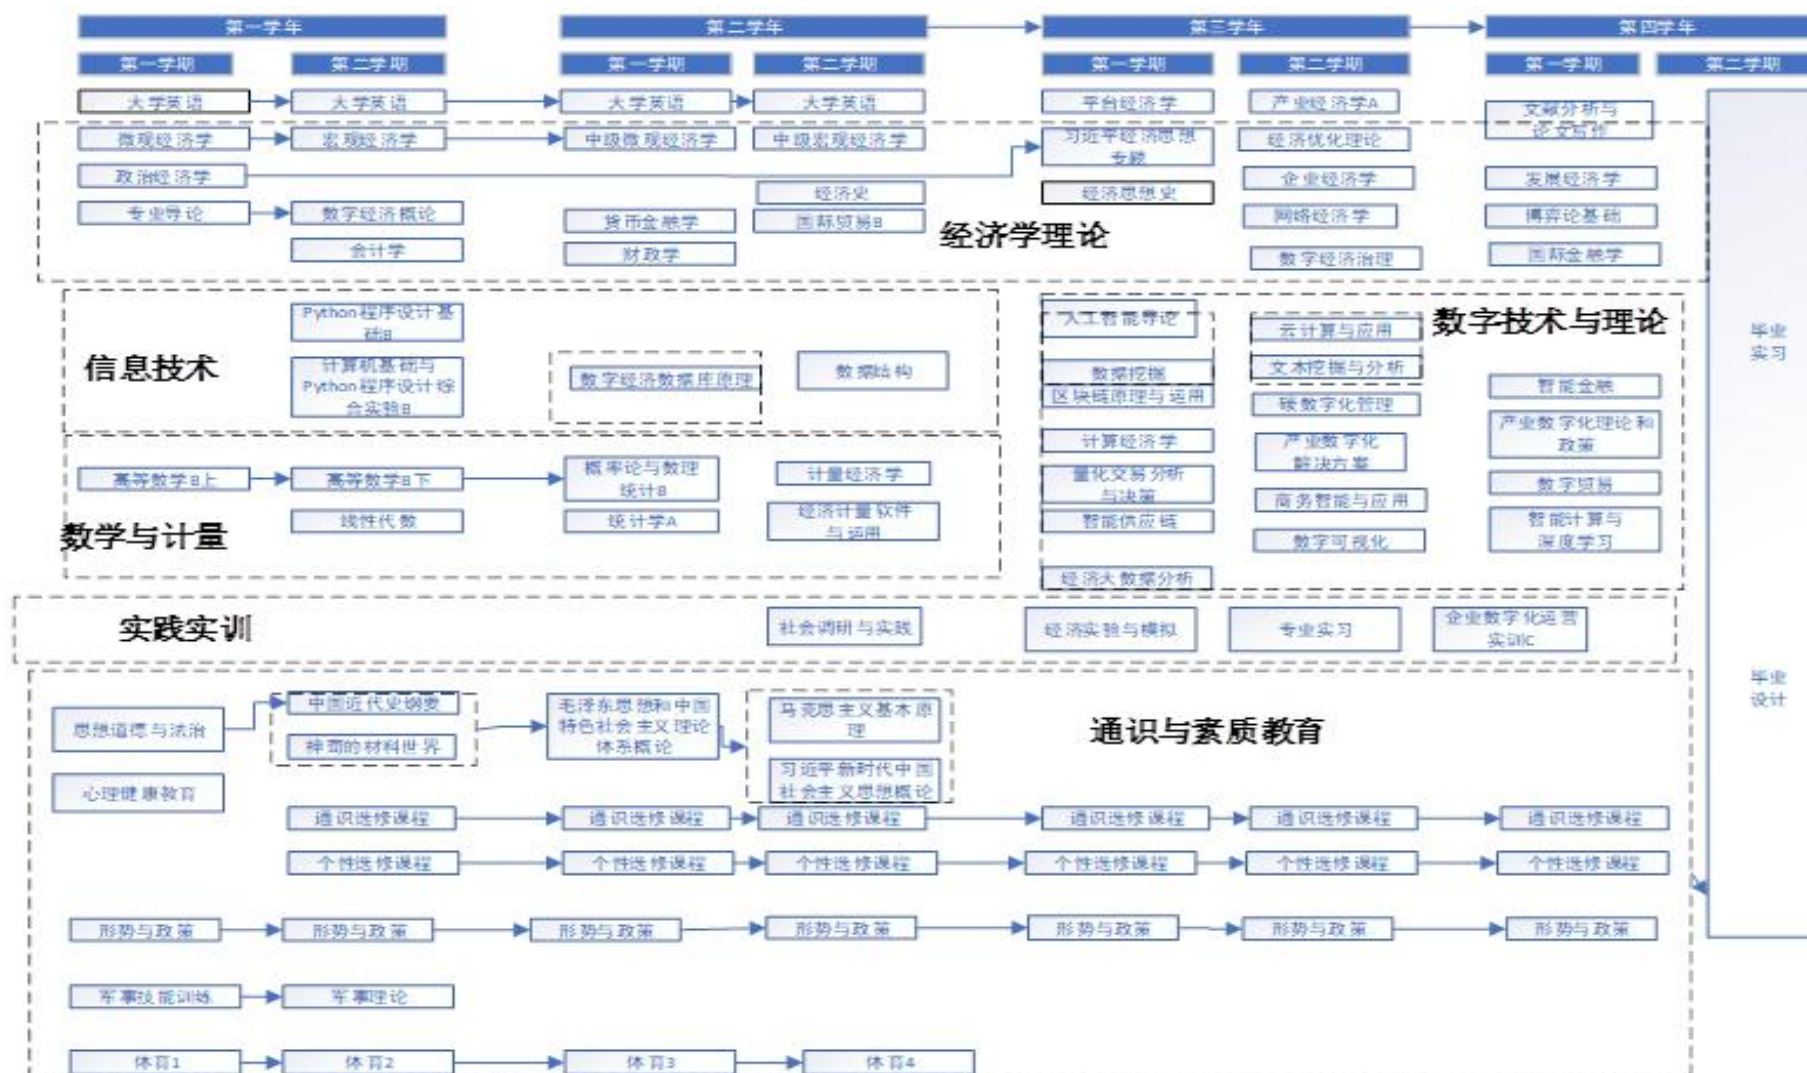 第一学年
第二学年
第三学年
第四学年
第一学期
第二学期
第一学期
第二学期
第一学期
第二学期
第一学期
第二学期
大学英语
大学英语
大学英语
大学英语
平台经济学
产业经济学A
文献分析与
论文写作
微观经济学
宏观经济学
中级微观经济学
中级宏观经济学
习近平经济思想
专题
经济优化理论
政治经济学
经济史
经济思想史
企业经济学
发展经济学
专业导论
数字经济概论
货币金融学
国际贸易B
网络经济学
博弈论基础
经济学理论
会计学
财政学
数字经济治理
国际金融学
Python程序设计基
础B
人工智能导论
云计算与应用
数字技术与理论
信息技术
计算机基础与
Python程序设计综
合实验B
数字经济数据库原理
数据结构
数据挖掘
文本挖掘与分析
智能金融
区块链原理与运用
碳数字化管理
产业数字化理论和
政策
计算经济学
产业数字化
解决方案
高等数学B上
高等数学B下
概率论与数理
统计B
计量经济学
量化交易分析
与决策
商务智能与应用
数字贸易
数学与计量
线性代数
统计学A
经济计量软件
与运用
智能供应链
数字可视化
智能计算与
深度学习
经济大数据分析
实践实训
社会调研与实践
经济实验与模拟
专业实习
企业数字化运营
实训C
毕业
实习
毕业
设计
思想道德与法治
中国近代史纲要
神奇的材料世界
毛泽东思想和中国
特色社会主义理论
体系概论
马克思主义基本原
理
习近平新时代中国
社会主义思想概论
通识与素质教育
心理健康教育
通识选修课程
通识选修课程
通识选修课程
通识选修课程
通识选修课程
通识选修课程
个性选修课程
个性选修课程
个性选修课程
个性选修课程
个性选修课程
个性选修课程
形势与政策
形势与政策
形势与政策
形势与政策
形势与政策
形势与政策
形势与政策
军事技能训练
军事理论
体育1
体育2
体育3
体育4